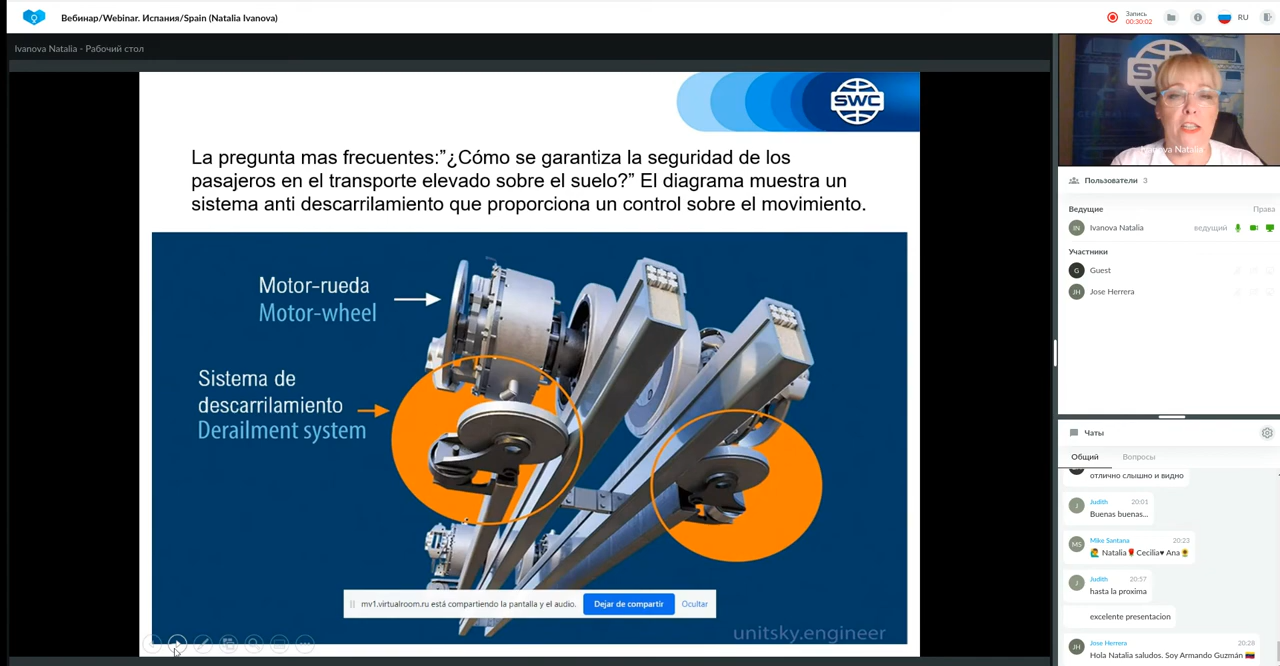 Вебинар/Webinar. Испания/Spain (Natalia Ivanova)
Запись
00:30:02
RU
Ivanova Natalia - Рабочий стол
SWC
La pregunta mas frecuentes:”¿Cómo se garantiza la seguridad de los
pasajeros en el transporte elevado sobre el suelo?” El diagrama muestra un
sistema anti descarrilamiento que proporciona un control sobre el movimiento.
Motor-rueda
Motor-wheel
Sistema de
descarrilamiento
Derailment system
mv1.virtualroom.ru está compartiendo la pantalla y el audio.
Dejar de compartir
Ocultar
unitsky.engineer
Ivanova Natalia
Пользователи 3
Ведущие
Права
IN
Ivanova Natalia
ведущий
Участники
G
Guest
JH
Jose Herrera
Чаты
Общий
Вопросы
отлично слышно и видно
J
Judith 20:01
Buenas buenas...
MS
Mike Santana 20:23
🙋‍♂️ Natalia🌹Cecilia♥ Ana🌻
J
Judith 20:57
hasta la proxima
excelente presentacion
JH
Jose Herrera 20:28
Hola Natalia saludos. Soy Armando Guzmán 🇻🇪